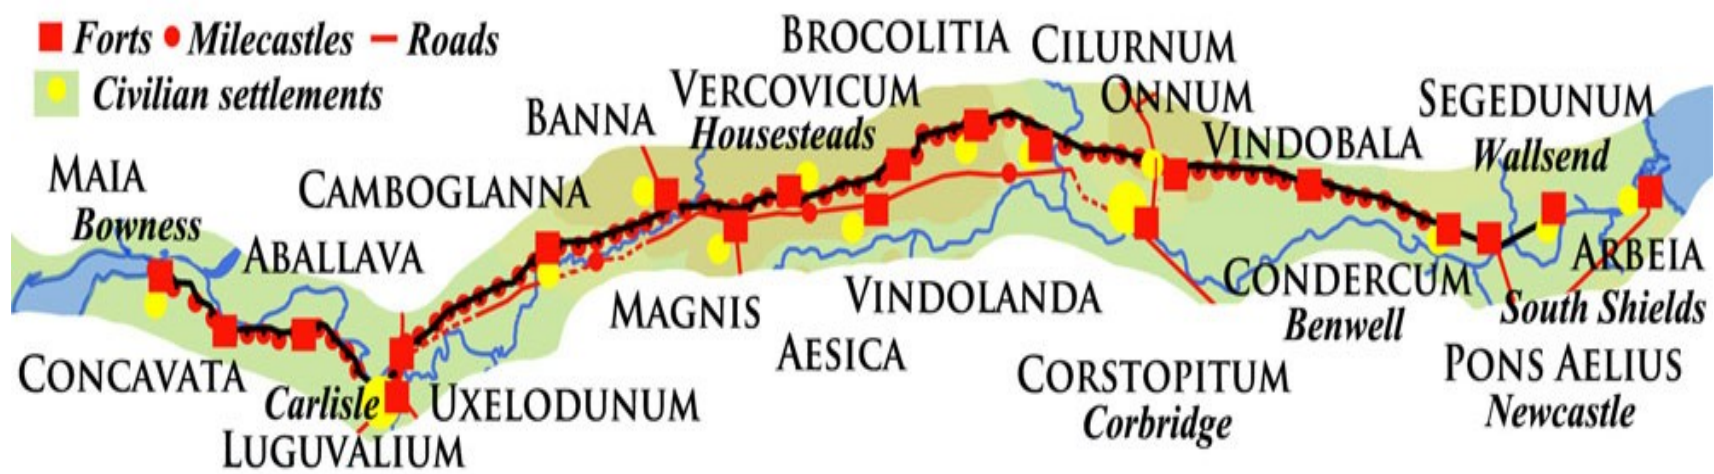 Forts Milecastles Roads
Civilian settlements
BROCOLITIA
CILURNUM
VERCOVICUM
Housesteads
ONNUM
BANNA
SEGEDUNUM
Wallsend
VINDOBALA
MAIA
Bowness
CAMBOGLANNA
ABALLAVA
ARBEIA
South Shields
CONDERCUM
Benwell
VINDOLANDA
MAGNIS
AESICA
CONCAVATA
Carlisle
LUGUVALIUM
UXELODUNUM
CORSTOPITUM
Corbridge
PONS AELIUS
Newcastle